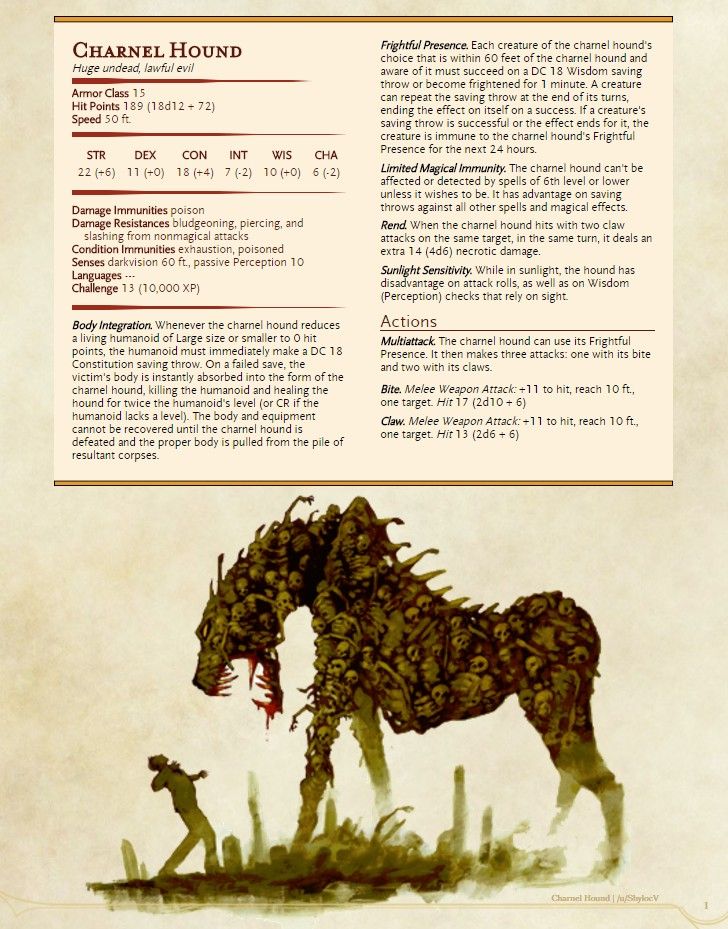 CHARNEL HOUND
Huge undead, lawful evil
Armor Class 15
Hit Points 189 (18d12 + 72)
Speed 50 ft.
STR DEX CON INT WIS CHA
22 (+6) 11 (+0) 18 (+4) 7 (-2) 10 (+0) 6 (-2)
Damage Immunities poison
Damage Resistances bludgeoning, piercing, and
slashing from nonmagical attacks
Condition Immunities exhaustion, poisoned
Senses darkvision 60 ft., passive Perception 10
Languages ---
Challenge 13 (10,000 XP)
Body Integration. Whenever the charnel hound reduces
a living humanoid of Large size or smaller to 0 hit
points, the humanoid must immediately make a DC 18
Constitution saving throw. On a failed save, the
victim's body is instantly absorbed into the form of the
charnel hound, killing the humanoid and healing the
hound for twice the humanoid's level (or CR if the
humanoid lacks a level). The body and equipment
cannot be recovered until the charnel hound is
defeated and the proper body is pulled from the pile of
resultant corpses.
Frightful Presence. Each creature of the charnel hound's
choice that is within 60 feet of the charnel hound and
aware of it must succeed on a DC 18 Wisdom saving
throw or become frightened for 1 minute. A creature
can repeat the saving throw at the end of its turns,
ending the effect on itself on a success. If a creature's
saving throw is successful or the effect ends for it, the
creature is immune to the charnel hound's Frightful
Presence for the next 24 hours.
Limited Magical Immunity. The charnel hound can't be
affected or detected by spells of 6th level or lower
unless it wishes to be. It has advantage on saving
throws against all other spells and magical effects.
Rend. When the charnel hound hits with two claw
attacks on the same target, in the same turn, it deals an
extra 14 (4d6) necrotic damage.
Sunlight Sensitivity. While in sunlight, the hound has
disadvantage on attack rolls, as well as on Wisdom
(Perception) checks that rely on sight.
Actions
Multiattack. The charnel hound can use its Frightful
Presence. It then makes three attacks: one with its bite
and two with its claws.
Bite. Melee Weapon Attack: +11 to hit, reach 10 ft.,
one target. Hit 17 (2d10 + 6)
Claw. Melee Weapon Attack: +11 to hit, reach 10 ft.,
one target. Hit 13 (2d6 + 6)
Charnel Hound | /u/ShylocV
1